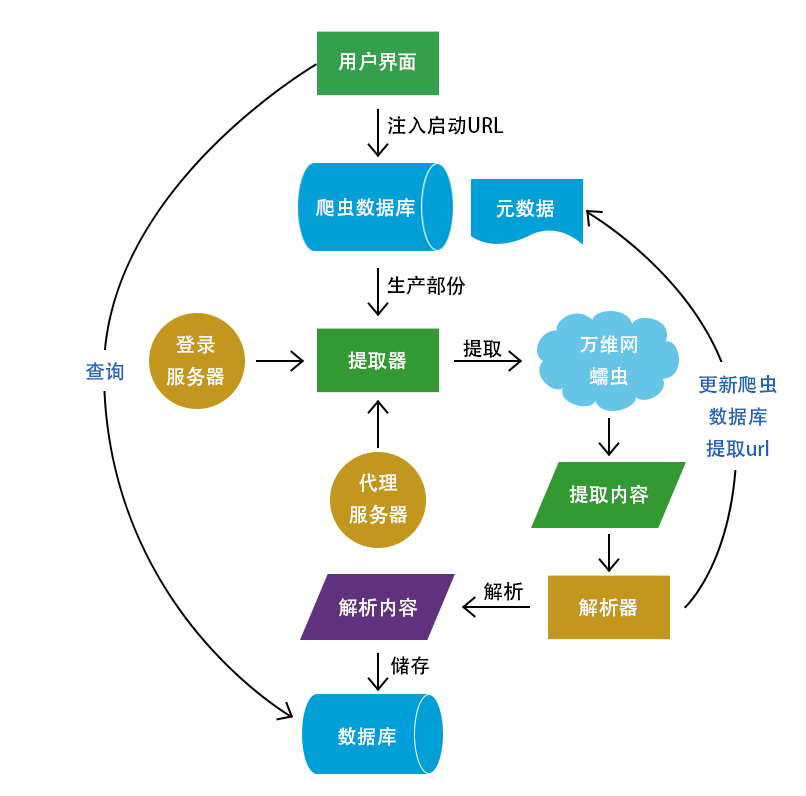 用户界面
注入启动URL
爬虫数据库
元数据
生产部份
登录
服务器
提取器
提取
万维网
蠕虫
查询
更新爬虫
数据库
提取url
代理
服务器
提取内容
解析内容
解析
解析器
储存
数据库